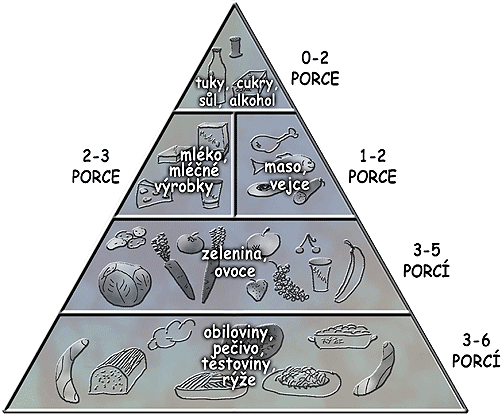 0-2
PORCE
tuky, cukry,
sůl, alkohol
2-3
PORCE
mléko,
mléčné
výrobky
maso,
vejce
1-2
PORCE
zelenina,
ovoce
3-5
PORCÍ
obiloviny,
pečivo,
těstoviny,
rýže
3-6
PORCÍ